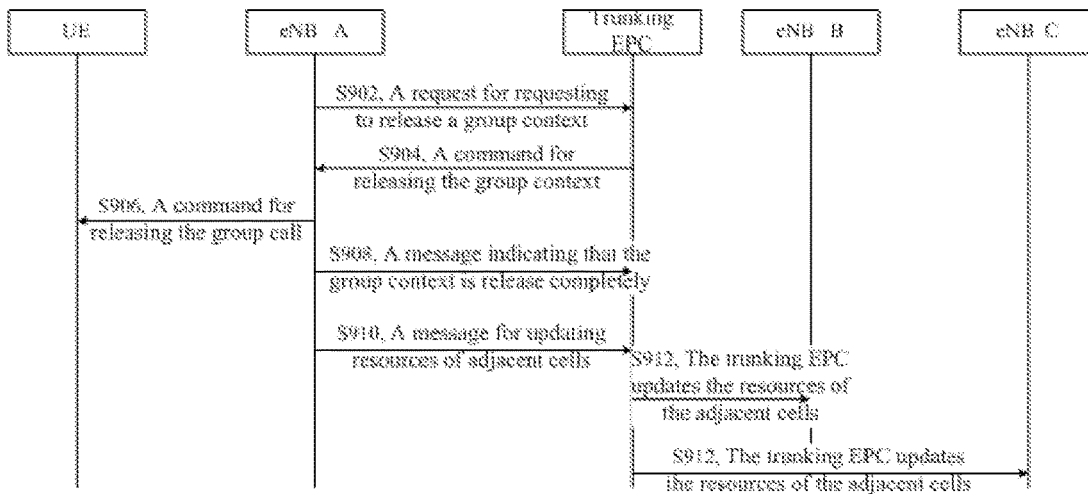 UE
eNB A
Trunking
EPC
eNB B
eNB C
S902, A request for requesting
to release a group context
S904, A command for
releasing the group context
S906, A command for
releasing the group call
S908, A message indicating that the
group context is release completely
S910, A message for updating
resources of adjacent cells
S912, The trunking EPC
updates the resources of
the adjacent cells
S912, The trunking EPC updates
the resources of the adjacent cells